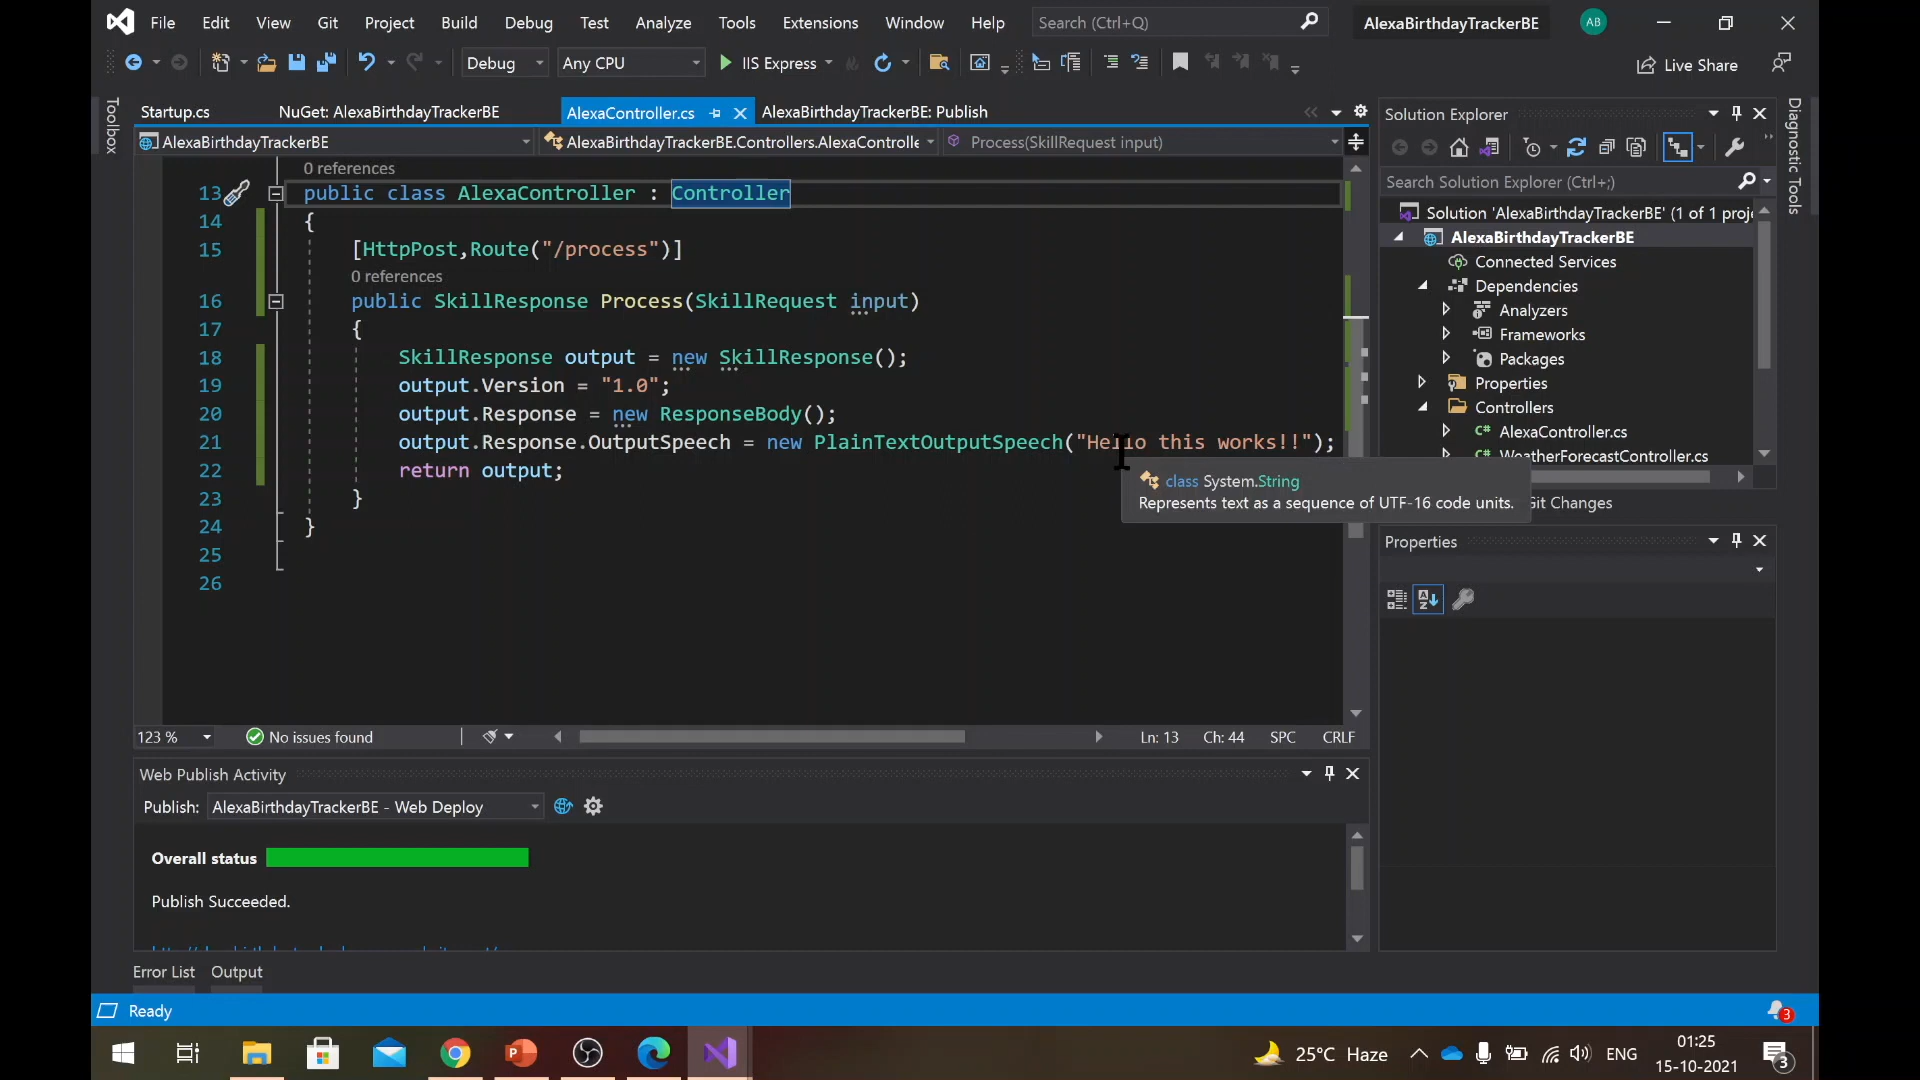 File Edit View Git Project Build Debug Test Analyze Tools Extensions Window Help Search (Ctrl+Q) AlexaBirthdayTrackerBE AB
Debug Any CPU IIS Express Live Share
Toolbox
Startup.cs NuGet: AlexaBirthdayTrackerBE AlexaController.cs AlexaBirthdayTrackerBE: Publish
AlexaBirthdayTrackerBE AlexaBirthdayTrackerBE.Controllers.AlexaControlle Process(SkillRequest input)
0 references
13 public class AlexaController : Controller
14 {
15 [HttpPost,Route("/process")]
0 references
16 public SkillResponse Process(SkillRequest input)
17 {
18 SkillResponse output = new SkillResponse();
19 output.Version = "1.0";
20 output.Response = new ResponseBody();
21 output.Response.OutputSpeech = new PlainTextOutputSpeech("Hello this works!!");
22 return output;
23 }
24 }
25
26
class System.String
Represents text as a sequence of UTF-16 code units.
123 % No issues found Ln: 13 Ch: 44 SPC CRLF
Web Publish Activity
Publish: AlexaBirthdayTrackerBE - Web Deploy
Overall status
Publish Succeeded.
Error List Output
Ready 3
Solution Explorer
Search Solution Explorer (Ctrl+;)
Solution 'AlexaBirthdayTrackerBE' (1 of 1 proje
AlexaBirthdayTrackerBE
Connected Services
Dependencies
Analyzers
Frameworks
Packages
Properties
Controllers
AlexaController.cs
WeatherForecastController.cs
Git Changes
Properties
Diagnostic Tools
25°C Haze ENG 01:25
15-10-2021 3